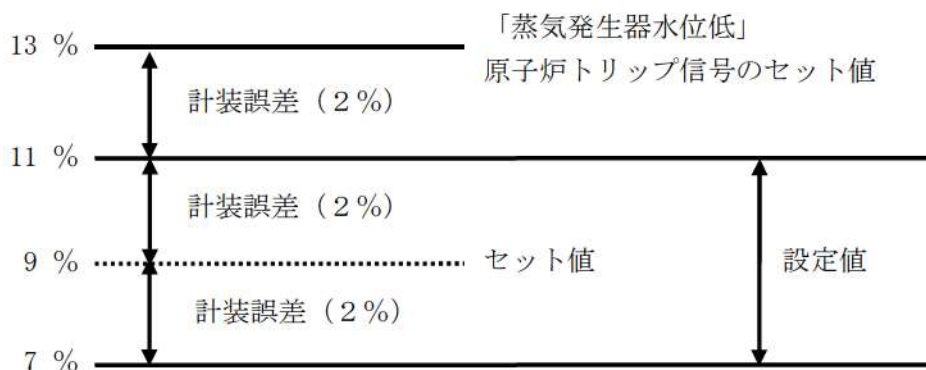 「蒸気発生器水位低」
13 %
原子炉トリップ信号のセット値
計装誤差（２％）
11 %
計装誤差（２％）
9 %
セット値
設定値
計装誤差（２％）
7 %